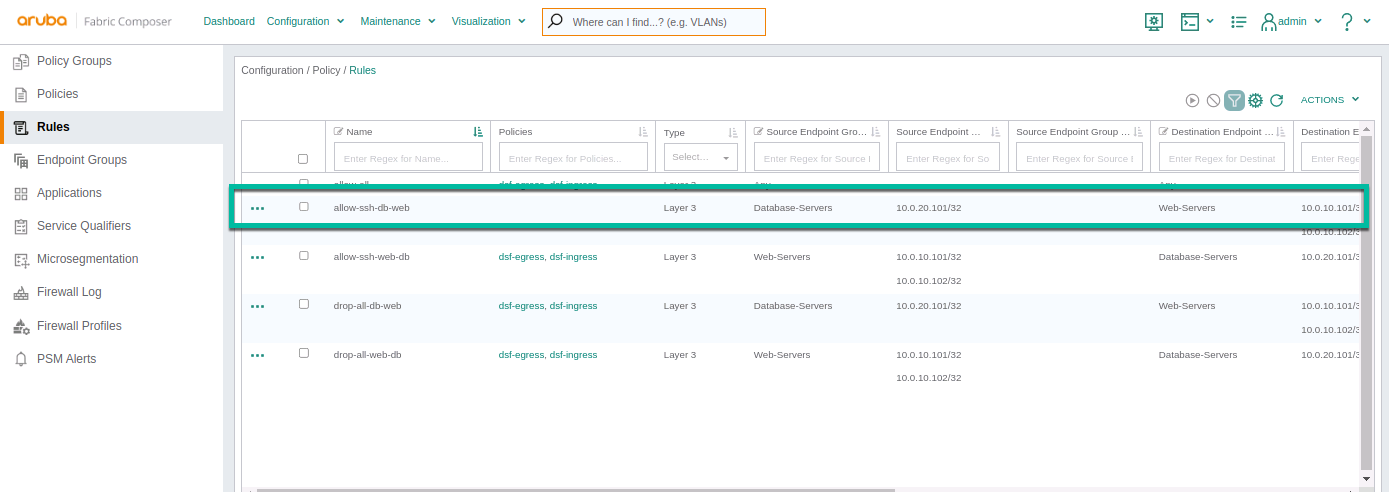 aruba Fabric Composer Dashboard Configuration Maintenance Visualization Where can I find...? (e.g. VLANs) admin
Policy Groups
Policies
Rules
Endpoint Groups
Applications
Service Qualifiers
Microsegmentation
Firewall Log
Firewall Profiles
PSM Alerts
Configuration / Policy / Rules
ACTIONS
Name Policies Type Source Endpoint Gro... Source Endpoint ... Source Endpoint Group ... Destination Endpoint ... Destination E
Enter Regex for Name... Enter Regex for Policies... Select... Enter Regex for Source Enter Regex for So Enter Regex for Source Enter Regex for Destinat Enter Rege
allow-all dsf-egress, dsf-ingress Layer 3 Any Any
allow-ssh-db-web Layer 3 Database-Servers 10.0.20.101/32 Web-Servers 10.0.10.101/3
10.0.10.102/3
allow-ssh-web-db dsf-egress, dsf-ingress Layer 3 Web-Servers 10.0.10.101/32 Database-Servers 10.0.20.101/3
10.0.10.102/32
drop-all-db-web dsf-egress, dsf-ingress Layer 3 Database-Servers 10.0.20.101/32 Web-Servers 10.0.10.101/3
10.0.10.102/3
drop-all-web-db dsf-egress, dsf-ingress Layer 3 Web-Servers 10.0.10.101/32 Database-Servers 10.0.20.101/3
10.0.10.102/32